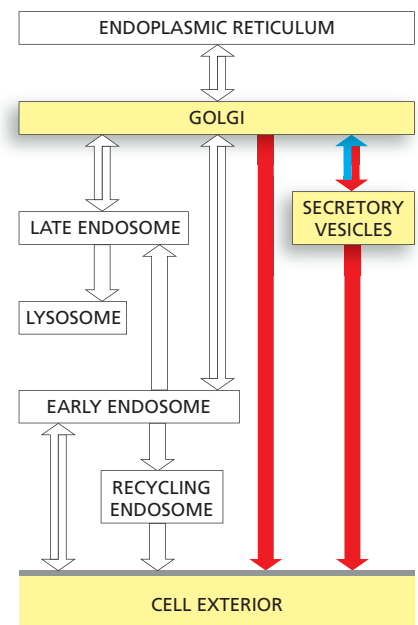 ENDOPLASMIC RETICULUM
GOLGI
SECRETORY
VESICLES
LATE ENDOSOME
LYSOSOME
EARLY ENDOSOME
RECYCLING
ENDOSOME
CELL EXTERIOR